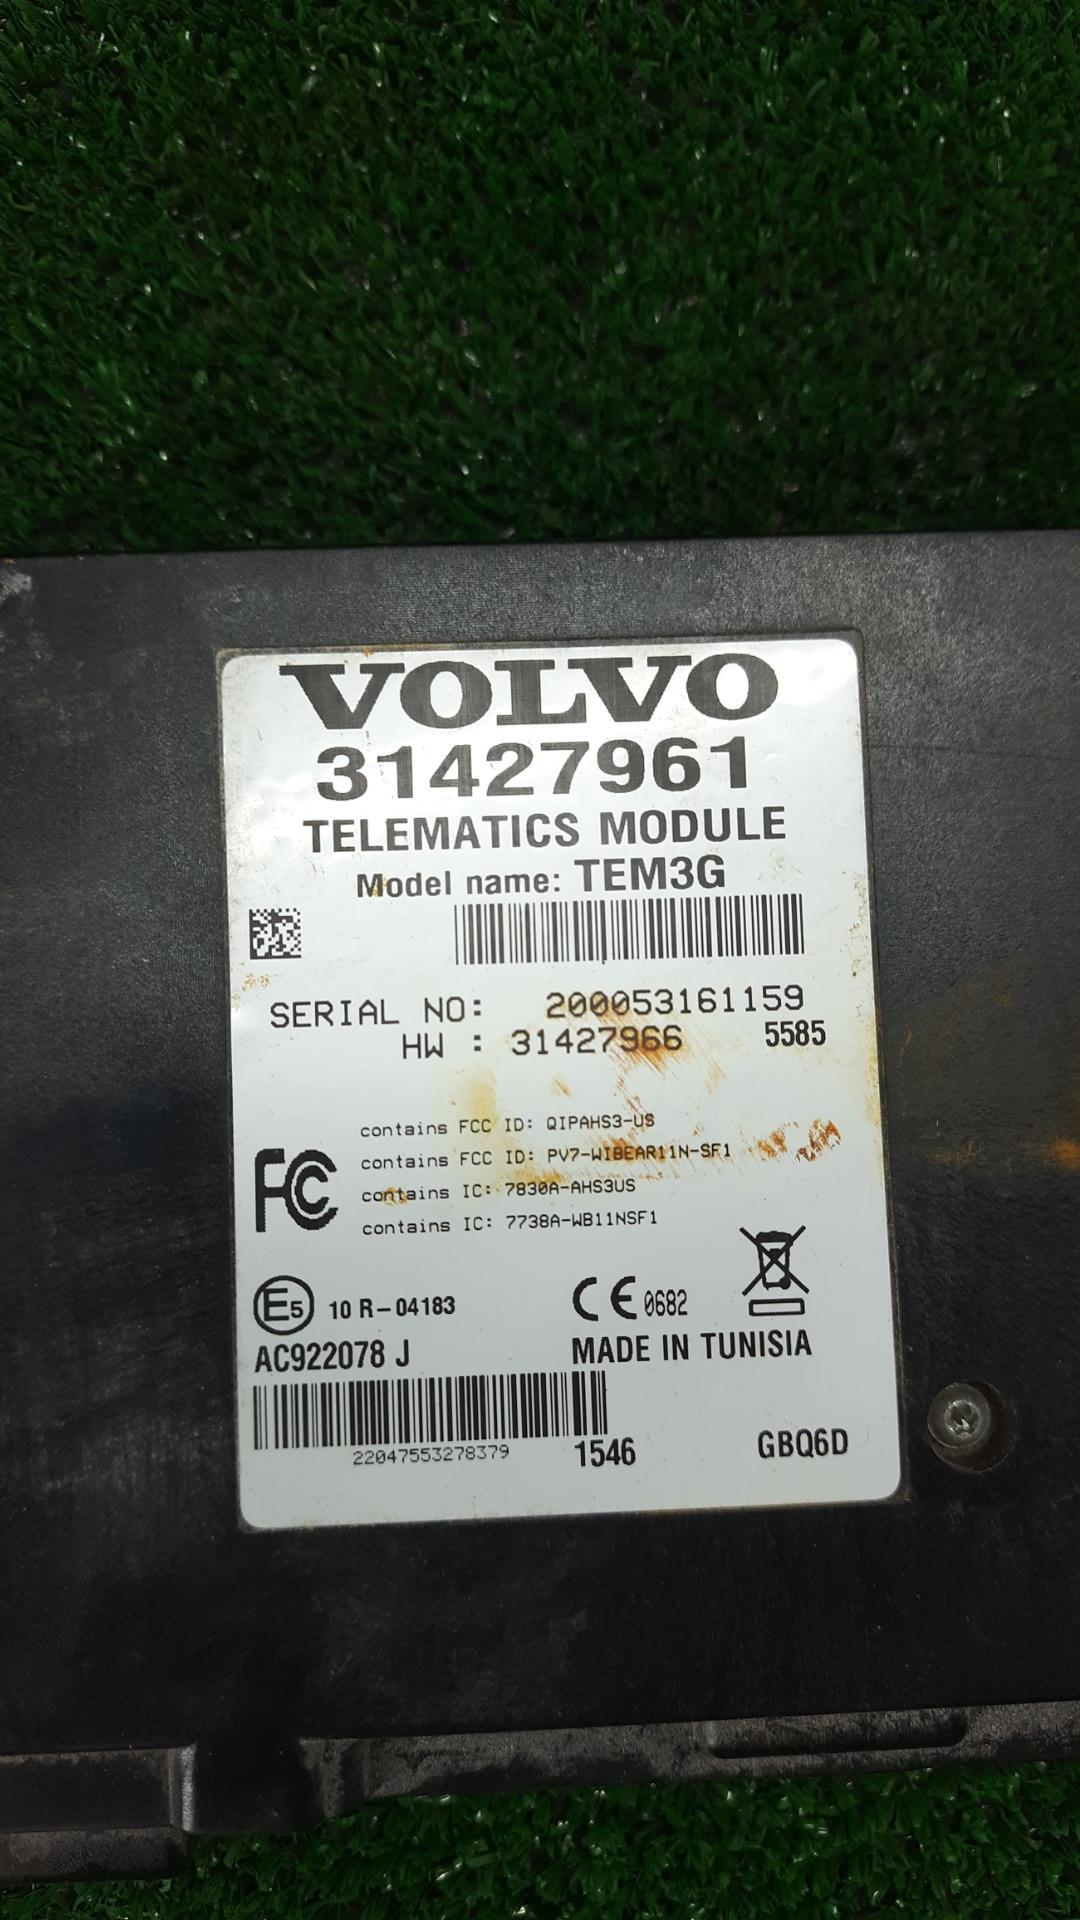 VOLVO
31427961
TELEMATICS MODULE
Model name: TEM3G
SERIAL NO: 200053161159
HW : 31427966 5585
contains FCC ID: QIPAHS3-US
contains FCC ID: PV7-WIBEAR11N-SF1
contains IC: 7830A-AHS3US
contains IC: 7738A-WB11NSF1
FC
E5 10 R-04183 CE 0682
AC922078 J MADE IN TUNISIA
22047553278379 1546 GBQ6D